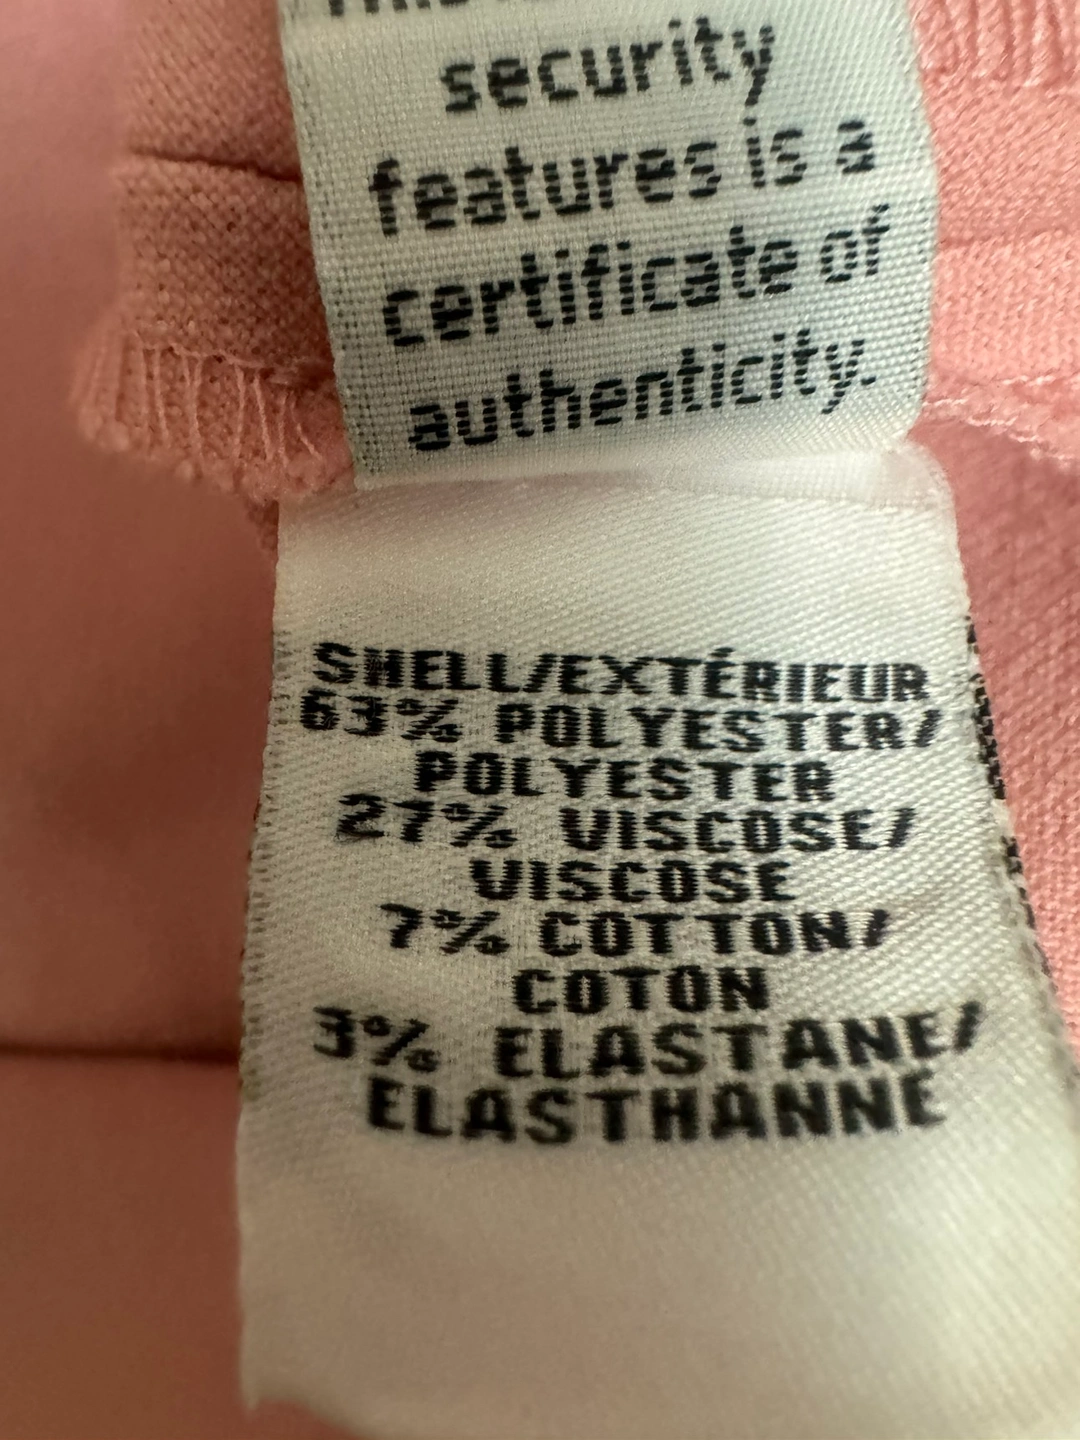 security
features is a
certificate of
authenticity.
SHELL/EXTÉRIEUR
63% POLYESTER/
POLYESTER
27% VISCOSE/
VISCOSE
7% COTTON/
COTON
3% ELASTANE/
ELASTHANNE